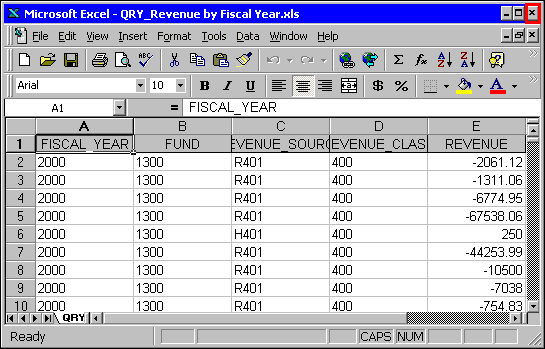 Microsoft Excel - QRY_Revenue by Fiscal Year.xls
File Edit View Insert Format Tools Data Window Help
ABC Σ fx A Z
Arial 10 B I U $ % A
A1 = FISCAL_YEAR
A B C D E
1 FISCAL_YEAR FUND EVENUE_SOURC EVENUE_CLAS REVENUE
2 2000 1300 R401 400 -2061.12
3 2000 1300 R401 400 -1311.06
4 2000 1300 R401 400 -6774.95
5 2000 1300 R401 400 -67538.06
6 2000 1300 H401 400 250
7 2000 1300 R401 400 -44253.99
8 2000 1300 R401 400 -10500
9 2000 1300 R401 400 -7038
10 2000 1300 R401 400 -754.83
QRY
Ready CAPS NUM